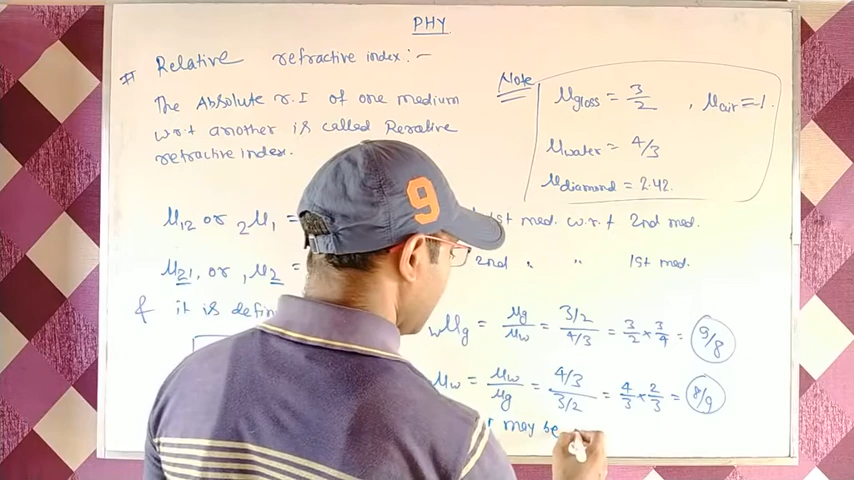 PHY
# Relative refractive index:-
The Absolute r.I of one medium
w.r.t another is called Relative
refractive index.
Note
μgloss = 3/2 , μair = 1.
μwater = 4/3
μdiamond = 2.42.
μ12 or 2μ1 = 1st med. w.r.t 2nd med.
μ21, or, 1μ2 = 2nd " " 1st med.
& it is defin
wμg = μg/μw = 3/2 / 4/3 = 3/2 × 3/4 = 9/8
μw = μw/μg = 4/3 / 3/2 = 4/3 × 2/3 = 8/9
may be
9